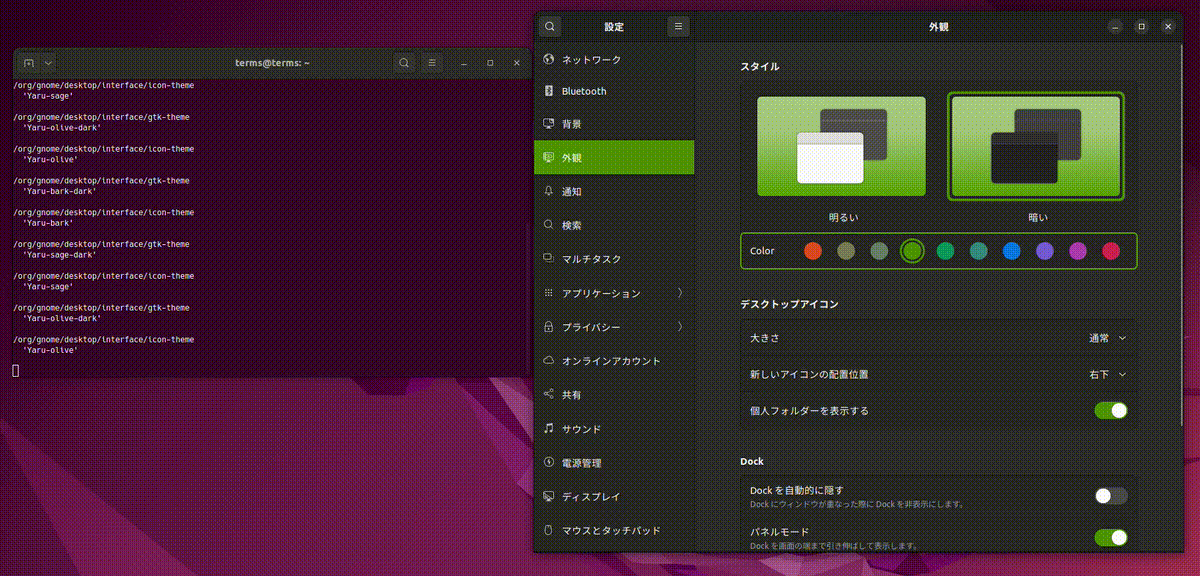 terms@terms: ~
/org/gnome/desktop/interface/icon-theme
'Yaru-sage'
/org/gnome/desktop/interface/gtk-theme
'Yaru-olive-dark'
/org/gnome/desktop/interface/icon-theme
'Yaru-olive'
/org/gnome/desktop/interface/gtk-theme
'Yaru-bark-dark'
/org/gnome/desktop/interface/icon-theme
'Yaru-bark'
/org/gnome/desktop/interface/gtk-theme
'Yaru-sage-dark'
/org/gnome/desktop/interface/icon-theme
'Yaru-sage'
/org/gnome/desktop/interface/gtk-theme
'Yaru-olive-dark'
/org/gnome/desktop/interface/icon-theme
'Yaru-olive'
設定
ネットワーク
Bluetooth
背景
外観
通知
検索
マルチタスク
アプリケーション
プライバシー
オンラインアカウント
共有
サウンド
電源管理
ディスプレイ
マウスとタッチパッド
外観
スタイル
明るい 暗い
Color
デスクトップアイコン
大きさ 通常
新しいアイコンの配置位置 右下
個人フォルダーを表示する
Dock
Dock を自動的に隠す
Dock にウィンドウが重なった際に Dock を非表示にします。
パネルモード
Dock を画面の端まで引き伸ばして表示します。